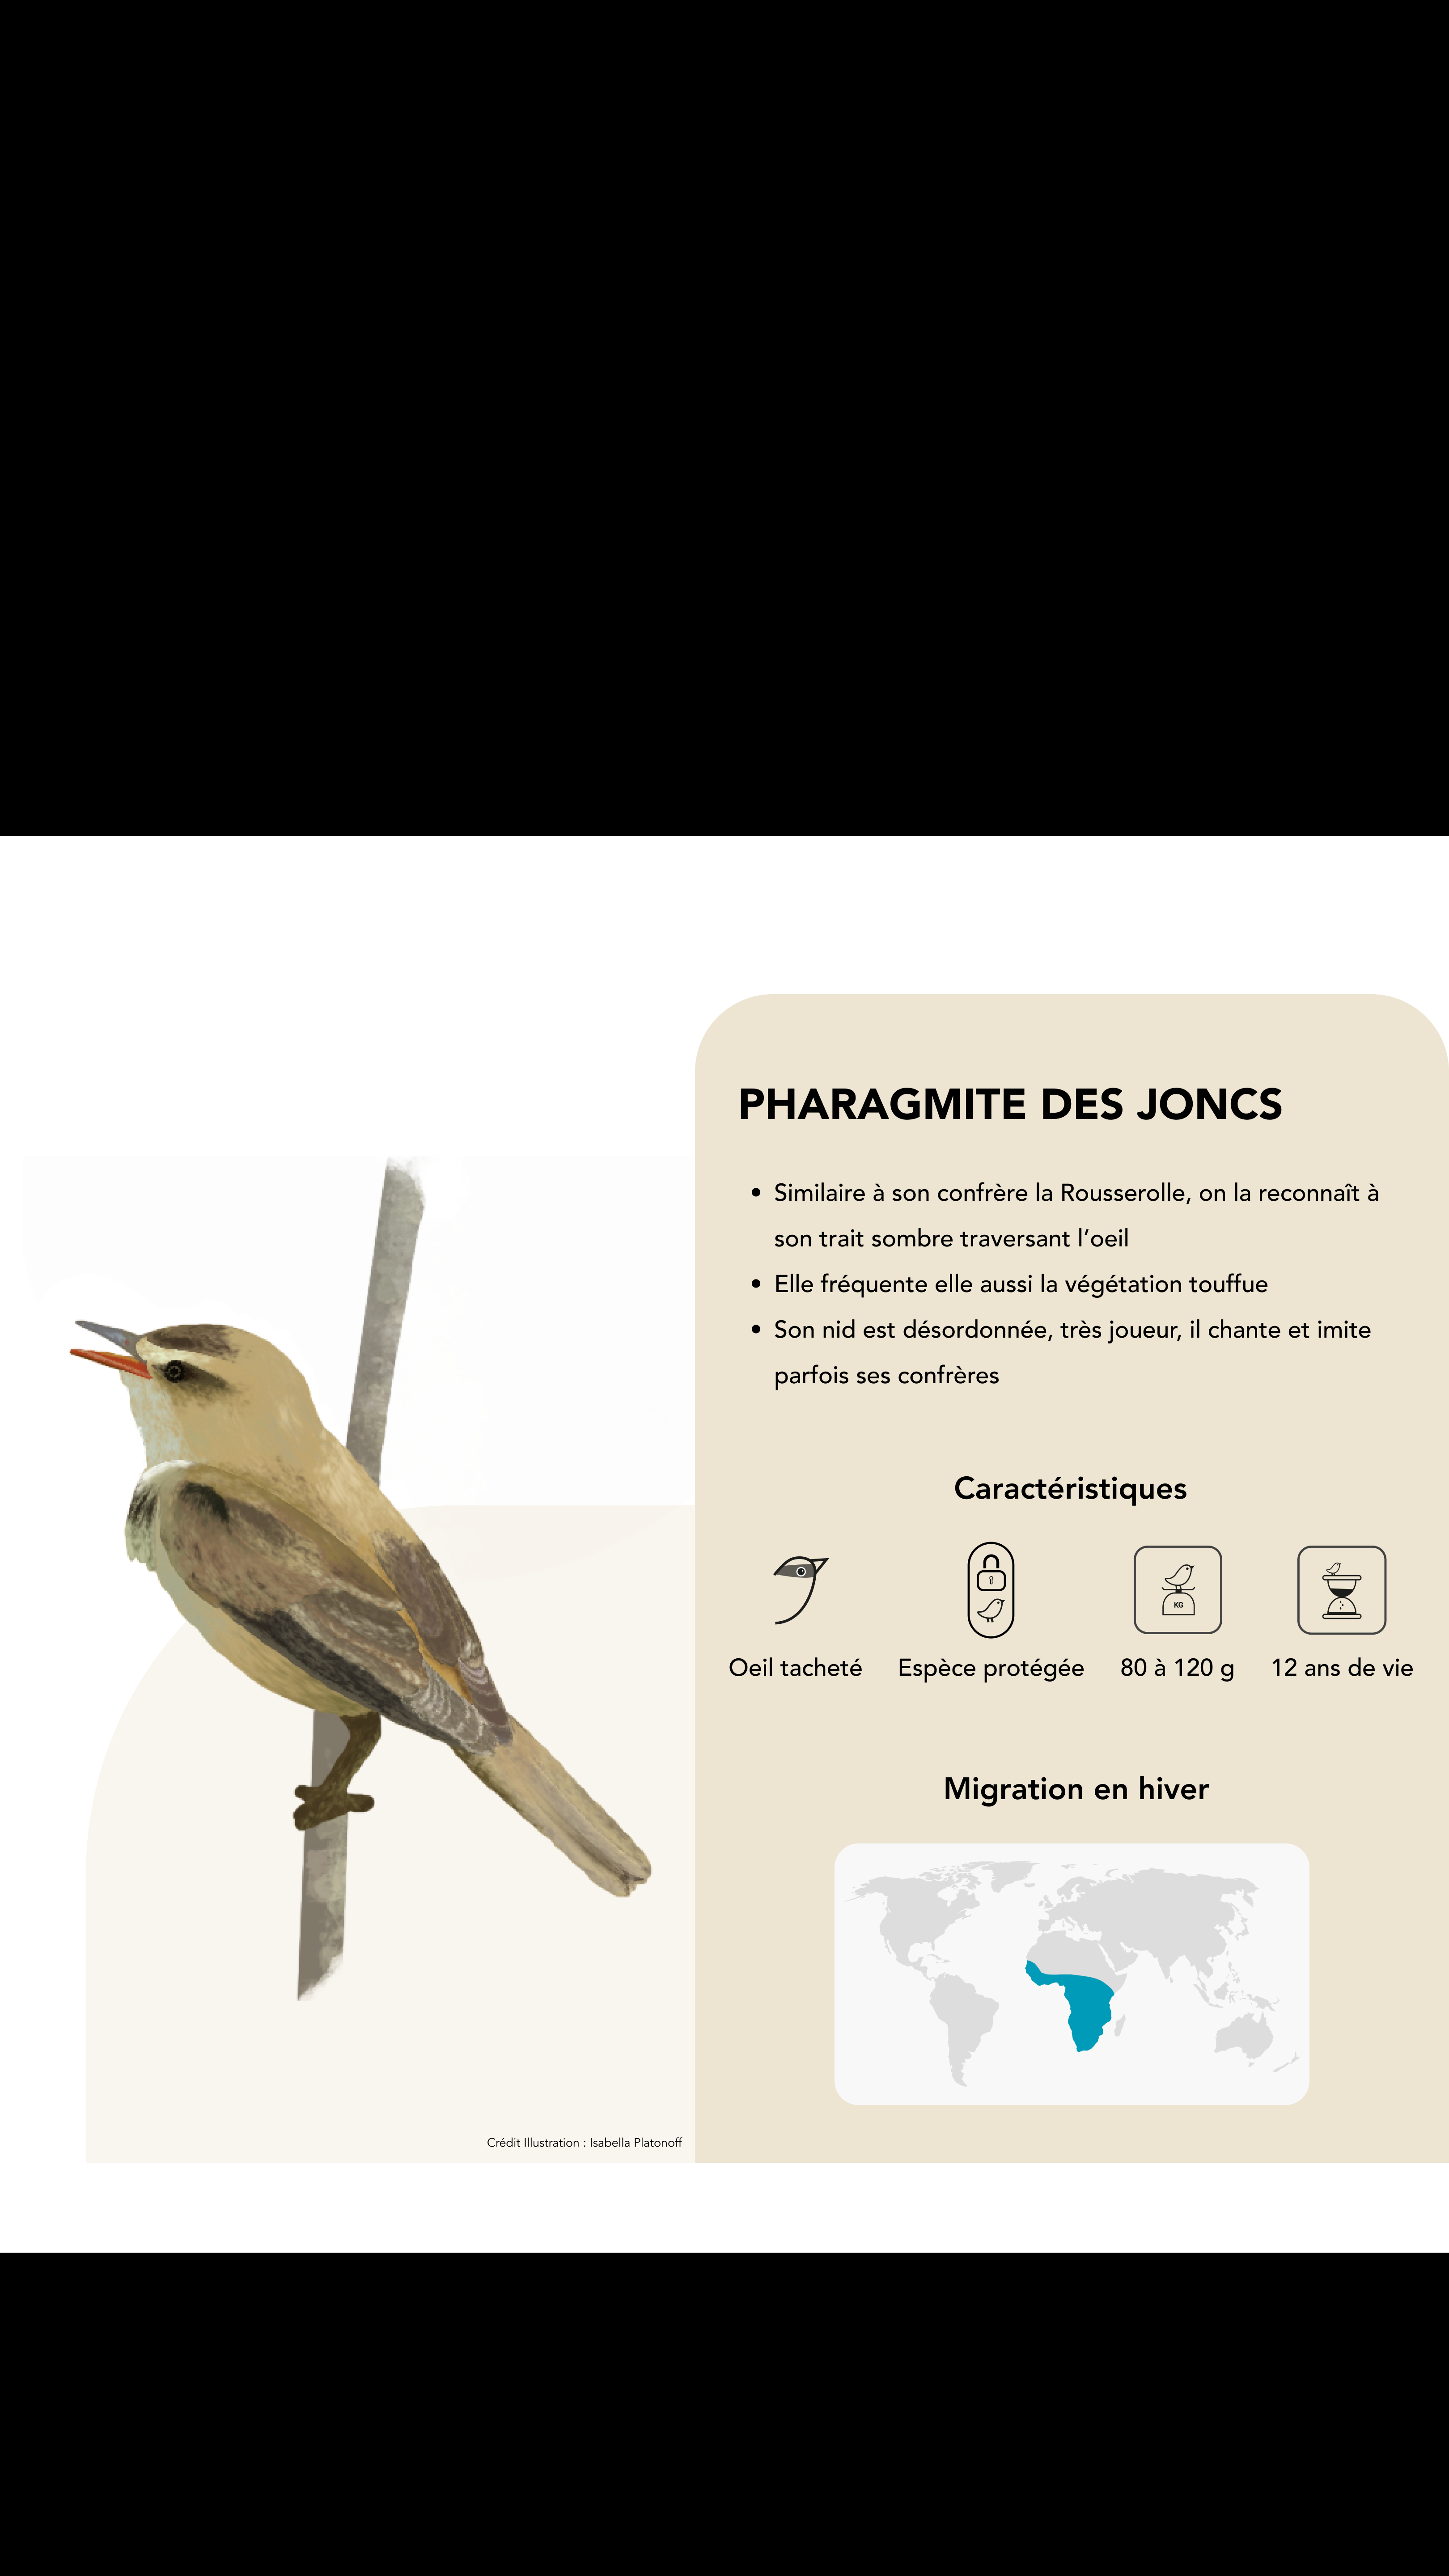 PHARAGMITE DES JONCS
• Similaire à son confrère la Rousserolle, on la reconnaît à
son trait sombre traversant l'oeil
• Elle fréquente elle aussi la végétation touffue
• Son nid est désordonnée, très joueur, il chante et imite
parfois ses confrères
Caractéristiques
KG
Oeil tacheté
Espèce protégée
80 à 120 g
12 ans de vie
Migration en hiver
Crédit Illustration : Isabella Platonoff